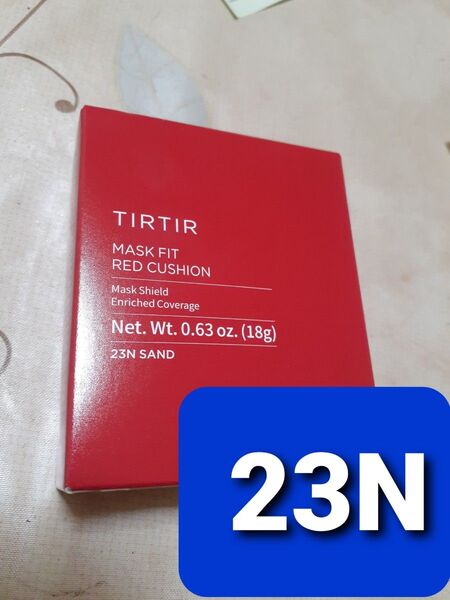 TIRTIR
MASK FIT
RED CUSHION
Mask Shield
Enriched Coverage
Net. Wt. 0.63 oz. (18g)
23N SAND
23N